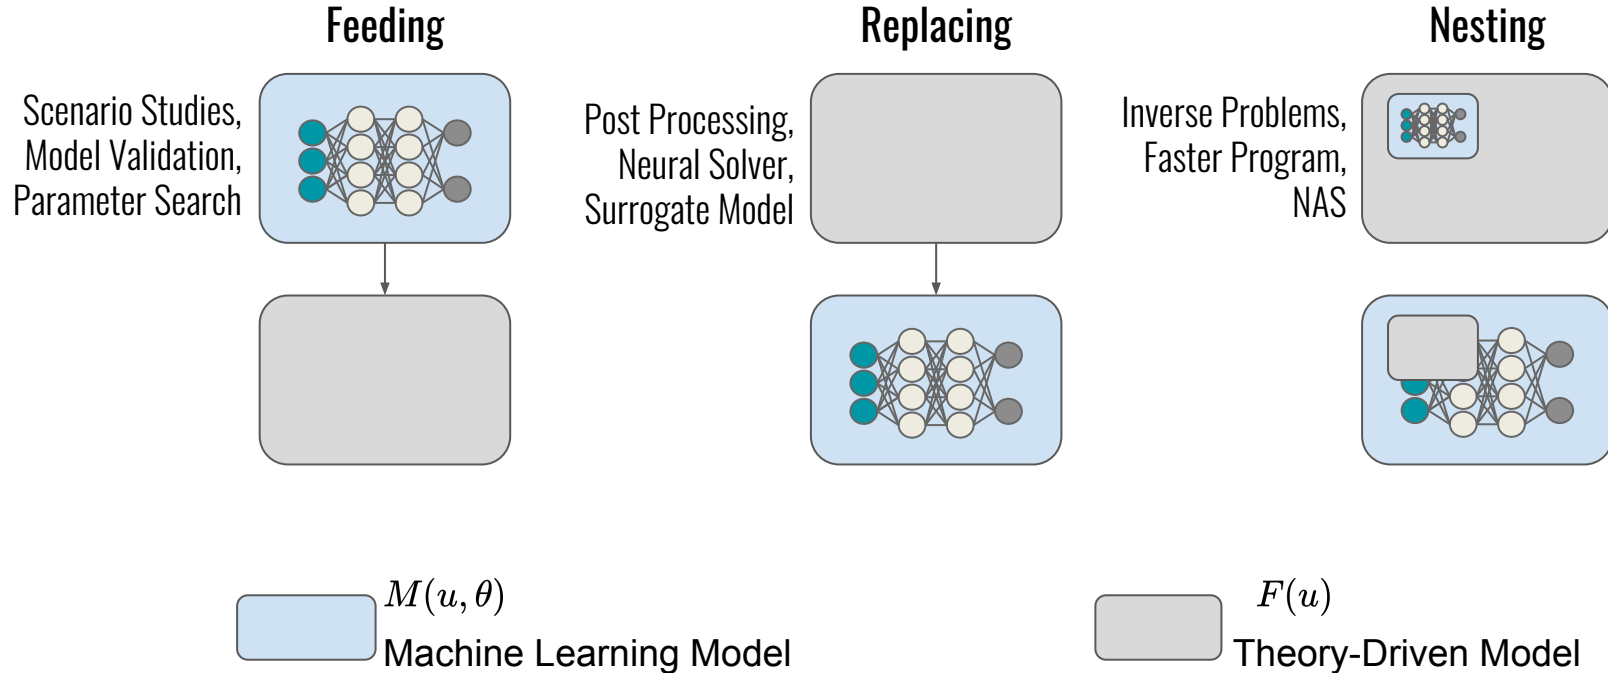 Feeding
Scenario Studies,
Model Validation,
Parameter Search
Replacing
Post Processing,
Neural Solver,
Surrogate Model
Nesting
Inverse Problems,
Faster Program,
NAS
M(u, θ)
Machine Learning Model
F(u)
Theory-Driven Model